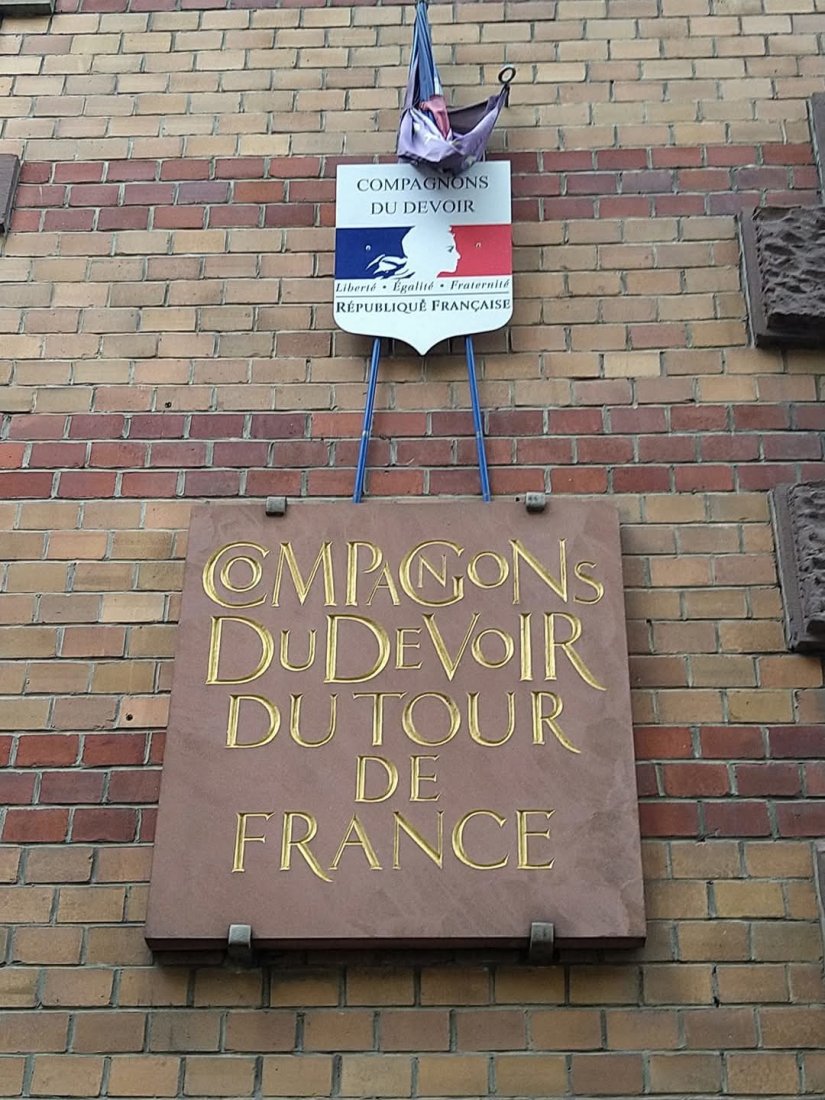 COMPAGNONS
DU DEVOIR
Liberté • Égalité • Fraternité
RÉPUBLIQUE FRANÇAISE
COMPAGNONS
DU DEVOIR
DU TOUR
DE
FRANCE